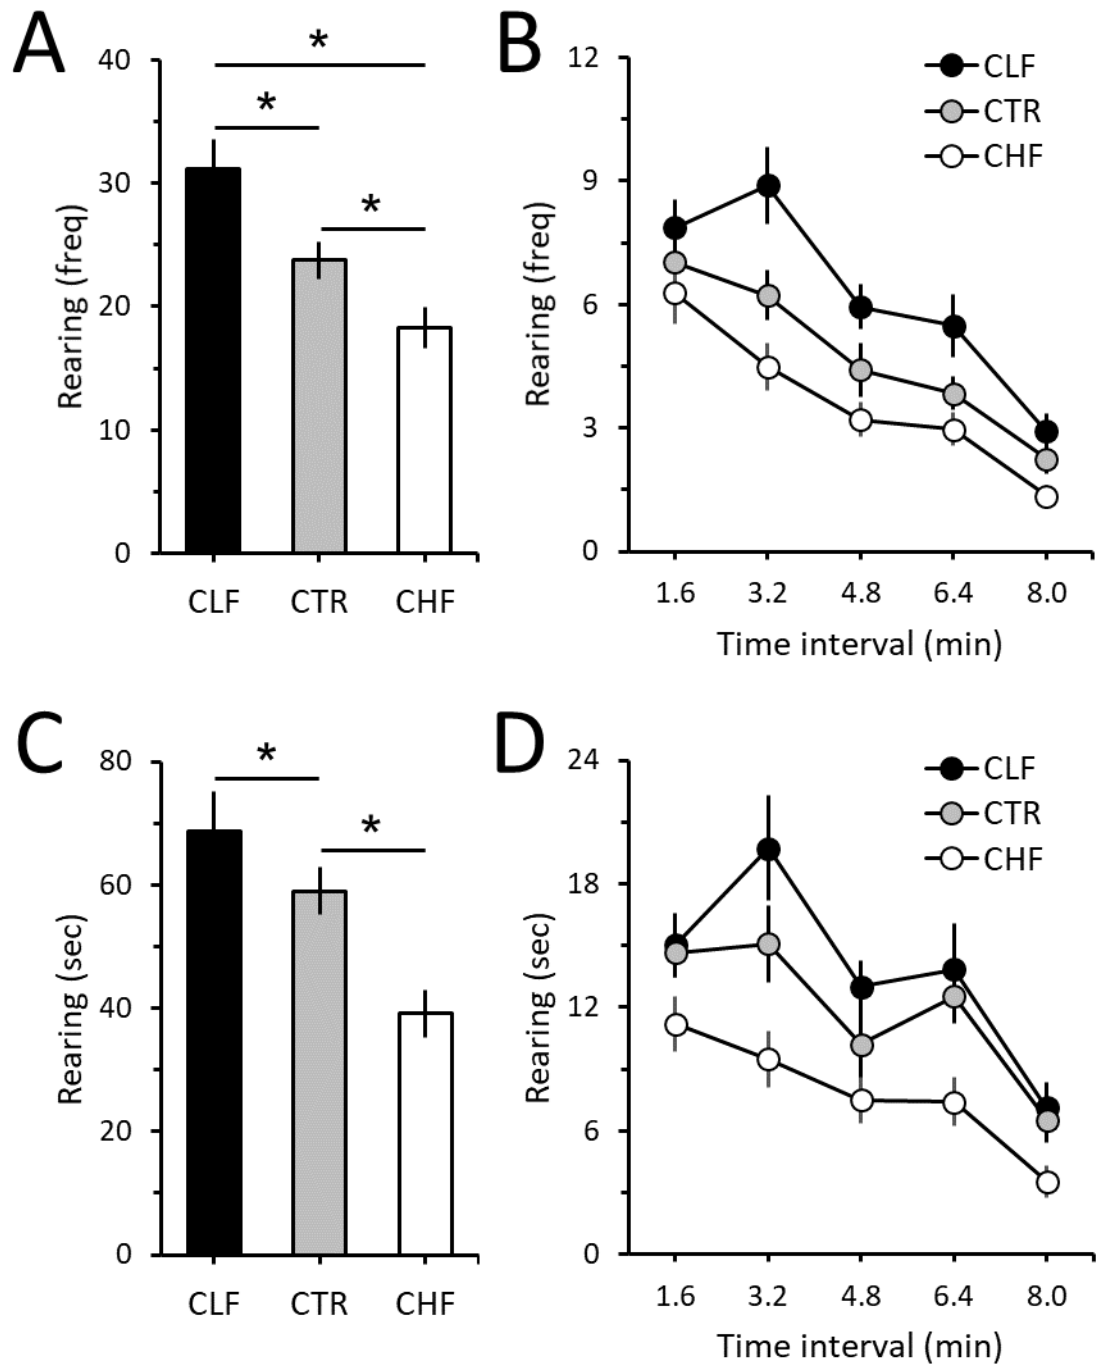 A
Rearing (freq)
40
30
20
10
0
*
*
*
CLF CTR CHF
B
Rearing (freq)
12
9
6
3
0
CLF
CTR
CHF
1.6 3.2 4.8 6.4 8.0
Time interval (min)
C
Rearing (sec)
80
60
40
20
0
*
*
CLF CTR CHF
D
Rearing (sec)
24
18
12
6
0
CLF
CTR
CHF
1.6 3.2 4.8 6.4 8.0
Time interval (min)